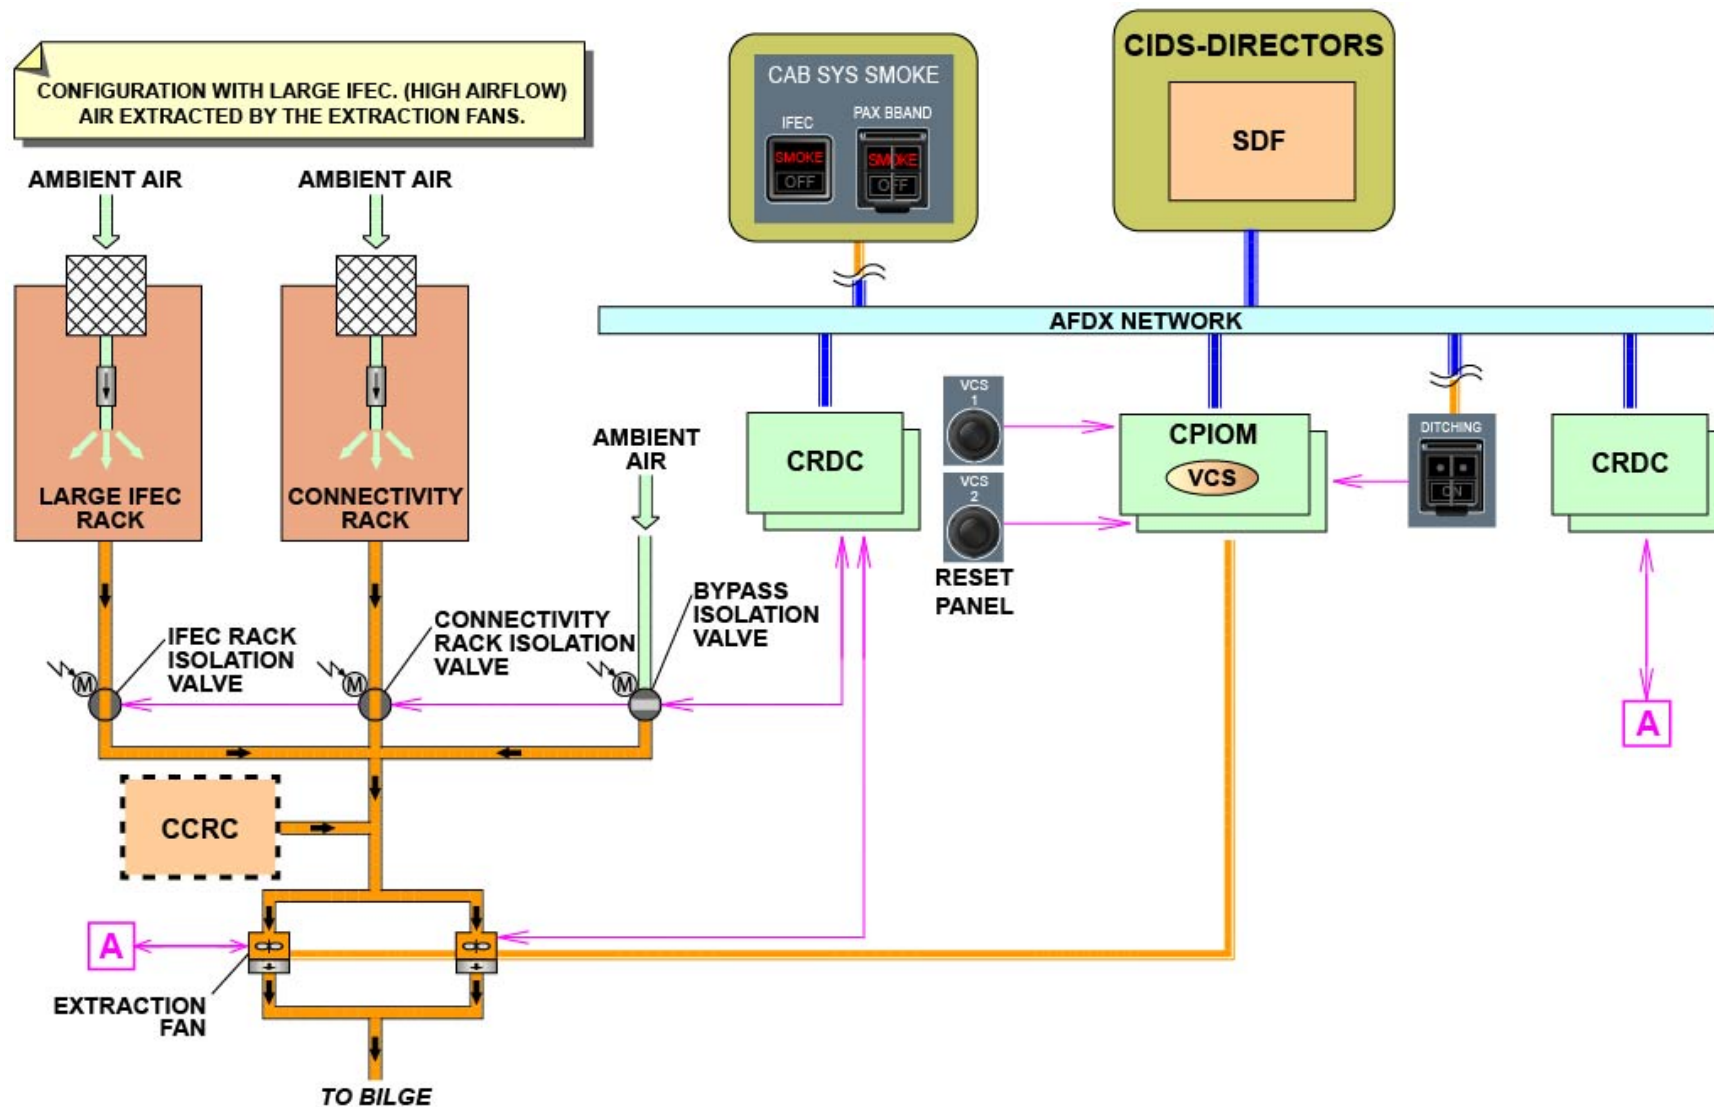 CONFIGURATION WITH LARGE IFEC. (HIGH AIRFLOW)
AIR EXTRACTED BY THE EXTRACTION FANS.
CAB SYS SMOKE
IFEC
PAX BBAND
SMOKE
OFF
SMOKE
OFF
CIDS-DIRECTORS
SDF
AMBIENT AIR
AMBIENT AIR
AFDX NETWORK
LARGE IFEC
RACK
CONNECTIVITY
RACK
AMBIENT
AIR
CRDC
VCS
1
VCS
2
RESET
PANEL
CPIOM
VCS
DITCHING
ON
CRDC
IFEC RACK
ISOLATION
VALVE
CONNECTIVITY
RACK ISOLATION
VALVE
BYPASS
ISOLATION
VALVE
M
M
M
A
CCRC
A
EXTRACTION
FAN
TO BILGE